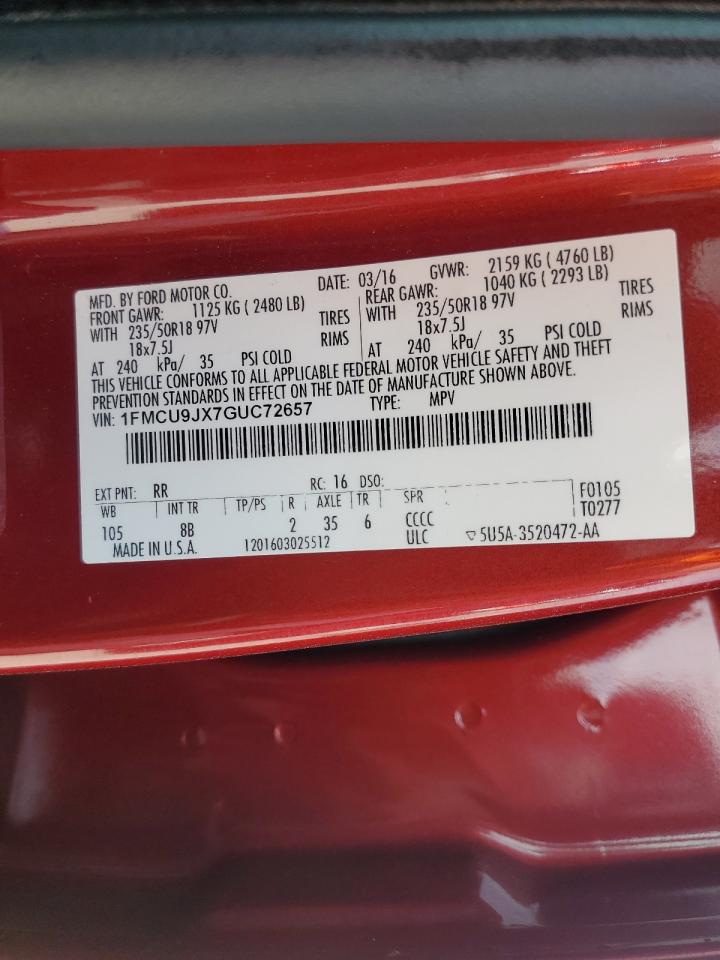 MFD. BY FORD MOTOR CO. DATE: 03/16 GVWR: 2159 KG ( 4760 LB)
FRONT GAWR: 1125 KG ( 2480 LB) REAR GAWR: 1040 KG ( 2293 LB)
WITH 235/50R18 97V TIRES WITH 235/50R18 97V TIRES
18x7.5J RIMS 18x7.5J RIMS
AT 240 kPa/ 35 PSI COLD AT 240 kPa/ 35 PSI COLD
THIS VEHICLE CONFORMS TO ALL APPLICABLE FEDERAL MOTOR VEHICLE SAFETY AND THEFT
PREVENTION STANDARDS IN EFFECT ON THE DATE OF MANUFACTURE SHOWN ABOVE.
VIN: 1FMCU9JX7GUC72657 TYPE: MPV
EXT PNT: RR RC: 16 DSO: F0105
WB INT TR TP/PS R AXLE TR SPR T0277
105 8B 2 35 6 CCCC
MADE IN U.S.A. 1201603025512 ULC ▽5U5A-3520472-AA